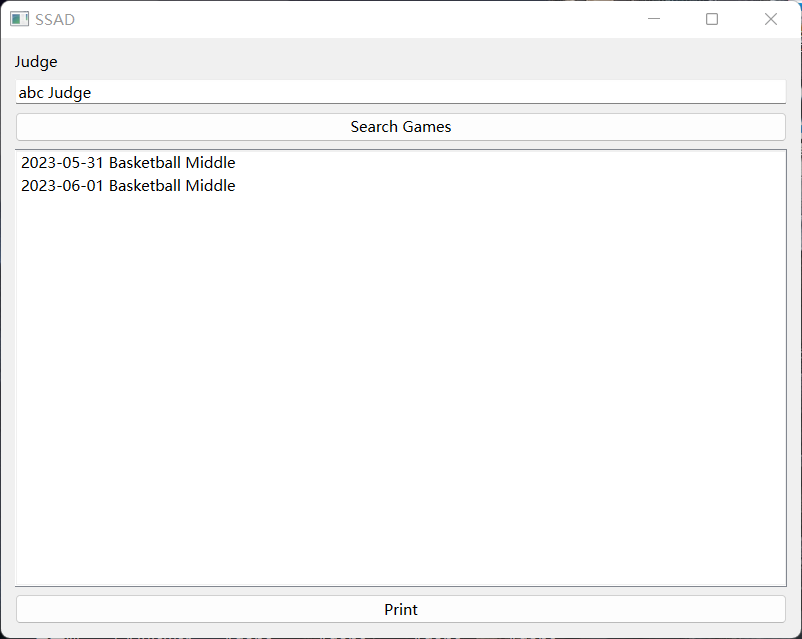 SSAD
Judge
abc Judge
Search Games
2023-05-31 Basketball Middle
2023-06-01 Basketball Middle
Print